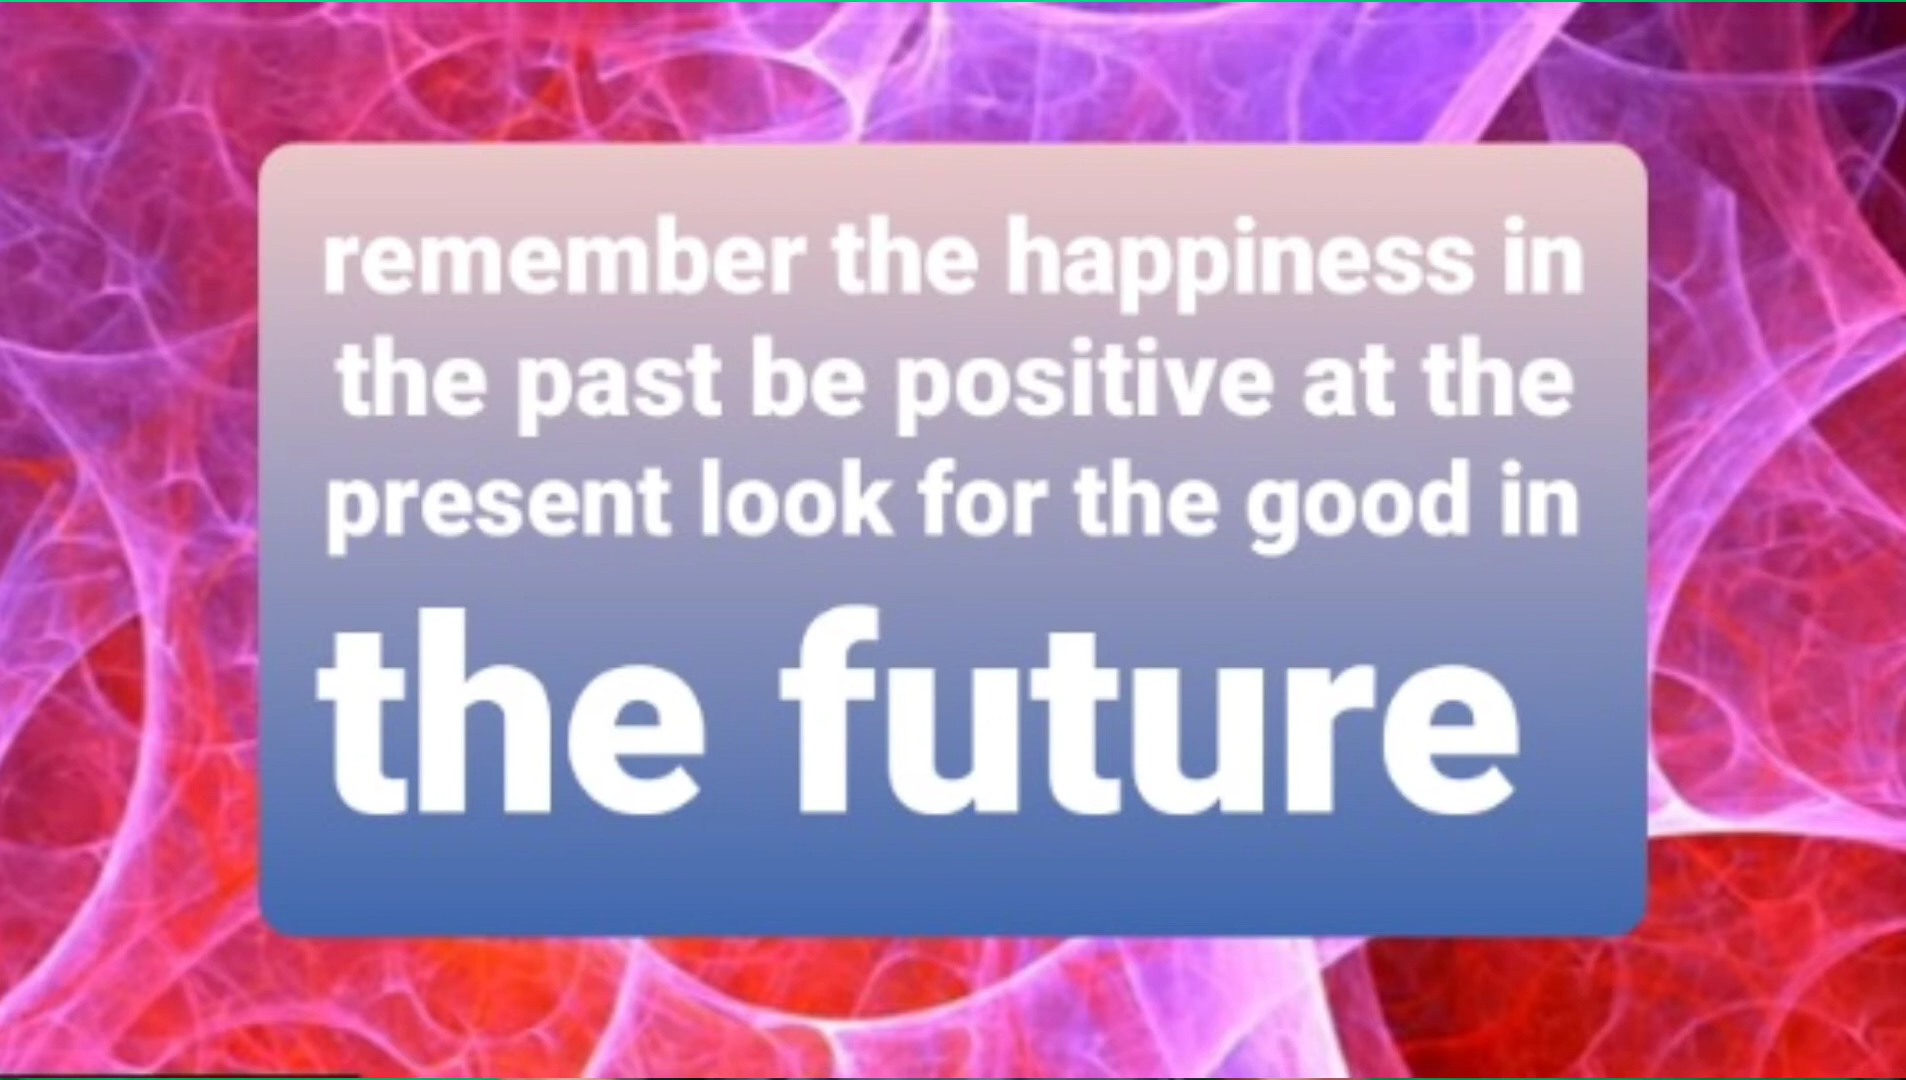 remember the happiness in
the past be positive at the
present look for the good in
the future